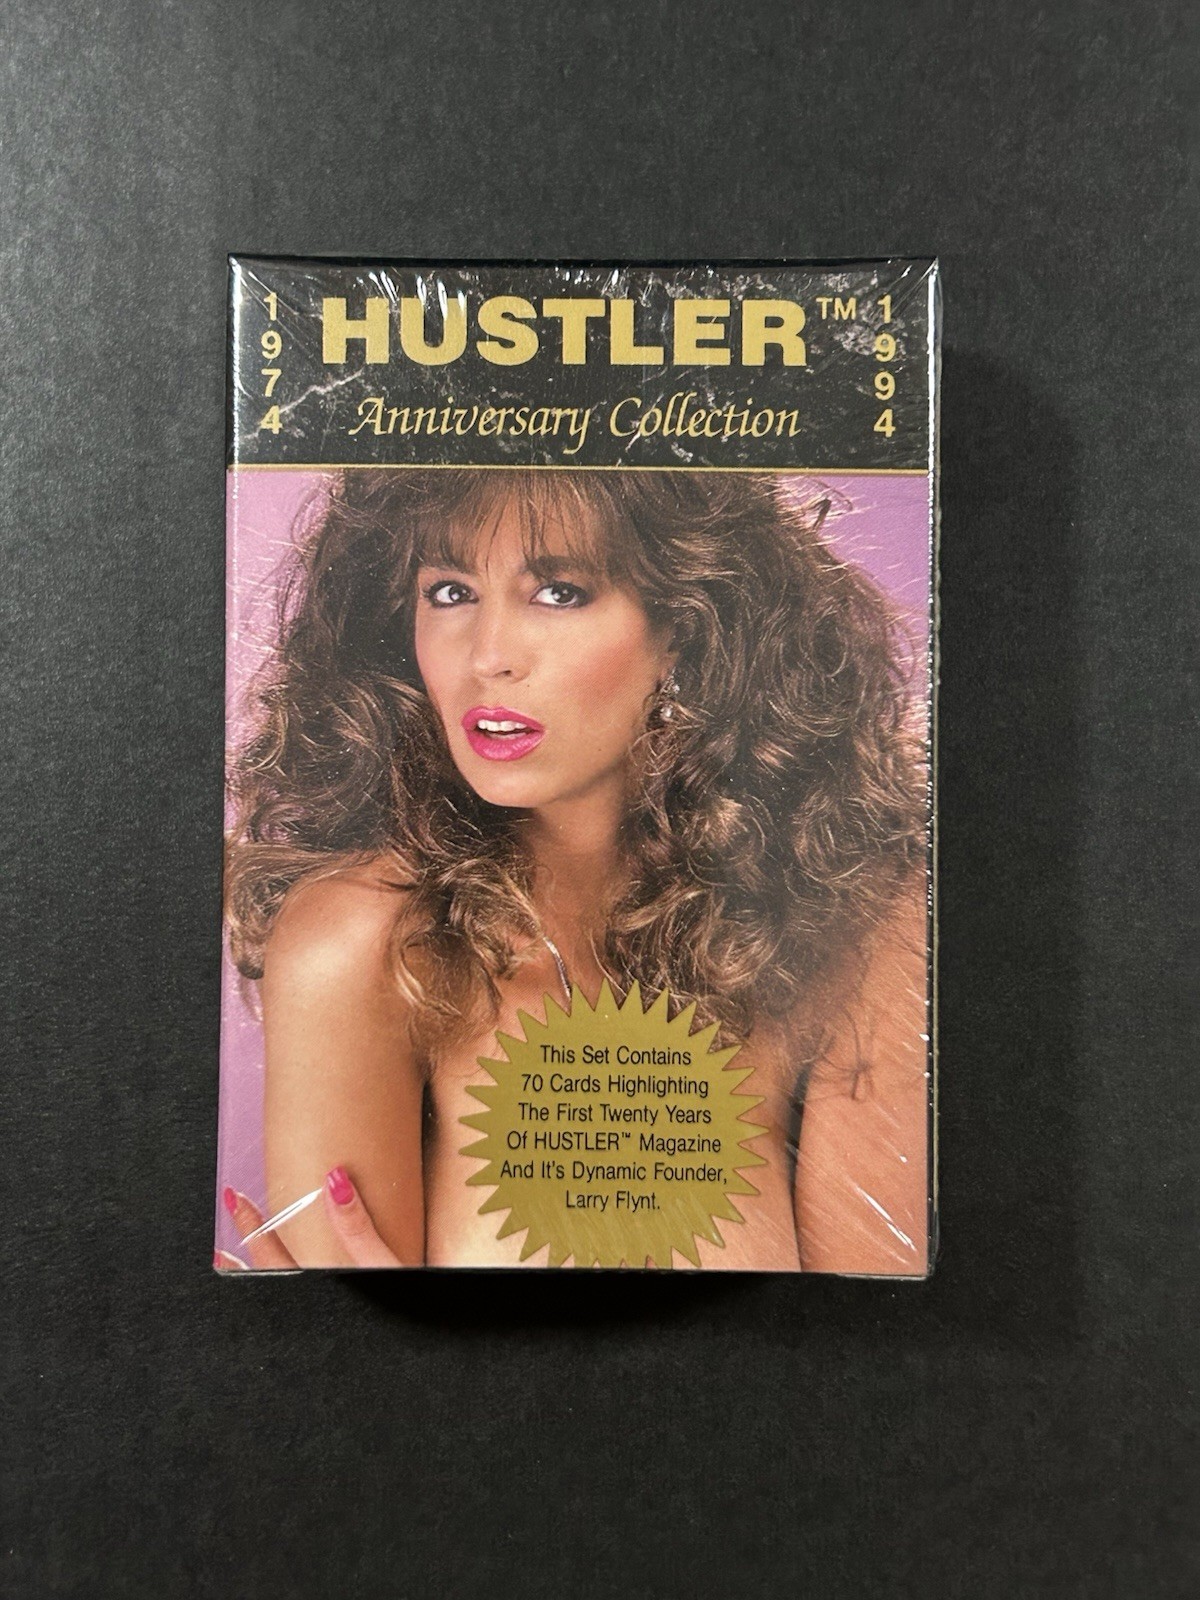 1974
HUSTLER™
1994
Anniversary Collection
This Set Contains
70 Cards Highlighting
The First Twenty Years
Of HUSTLER™ Magazine
And It's Dynamic Founder,
Larry Flynt.